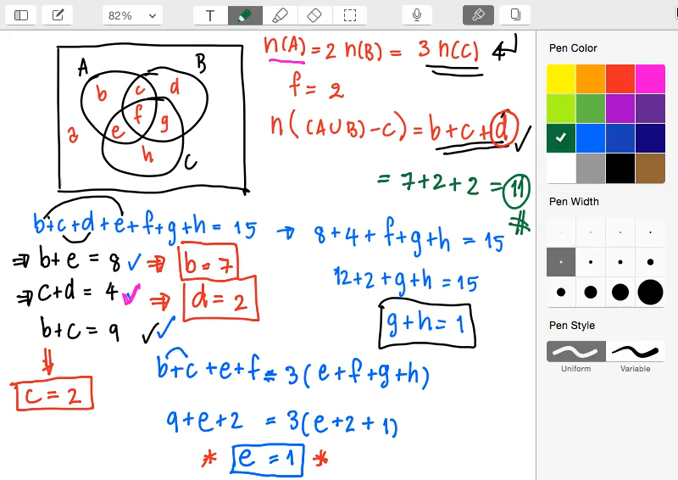 82%
T
Pen Color
Pen Width
Pen Style
Uniform
Variable
A
B
C
a
b
c
d
e
f
g
h
n(A) = 2 n(B) = 3 n(C)
f = 2
n((A∪B)-C) = b+c+d
= 7+2+2 = 11
b+c+d+e+f+g+h = 15 → 8+4+f+g+h = 15
⇒ b+e = 8 ⇒ b = 7
12+2+g+h = 15
⇒ c+d = 4 ⇒ d = 2
g+h = 1
b+c = 9
c = 2
b+c+e+f = 3(e+f+g+h)
9+e+2 = 3(e+2+1)
* e = 1 *